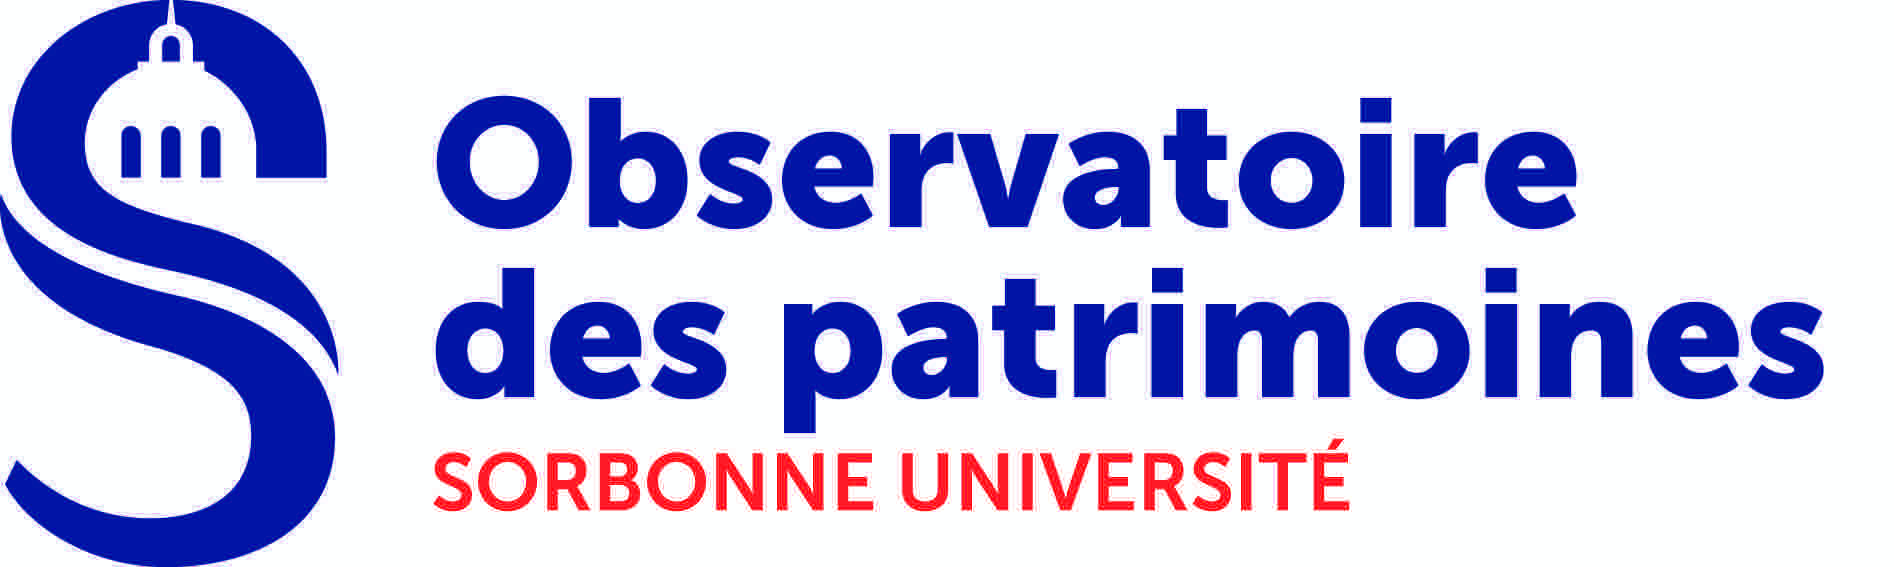 Observatoire
des patrimoines
SORBONNE UNIVERSITÉ